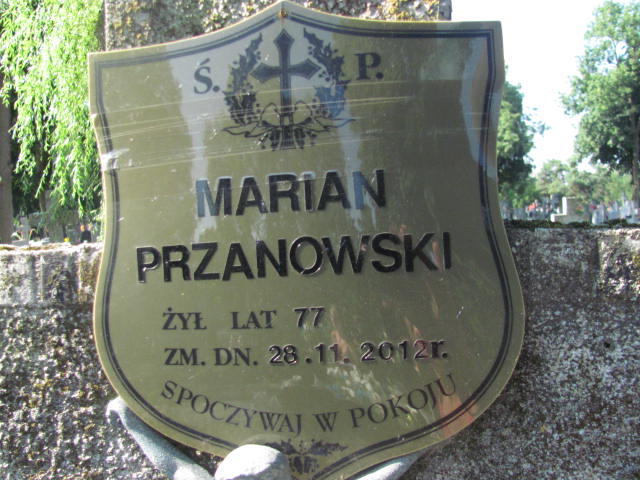 Ś. P.
MARIAN
PRZANOWSKI
ŻYŁ LAT 77
ZM. DN. 28.11.2012r.
SPOCZYWAJ W POKOJU